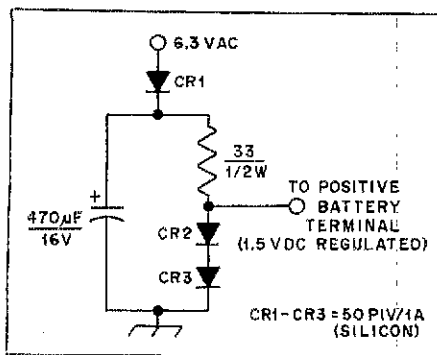 6.3 VAC
CR1
33
1/2W
+
470µF
16V
TO POSITIVE
BATTERY
TERMINAL
(1.5 VDC REGULATED)
CR2
CR3
CR1-CR3 = 50 PIV/1A
(SILICON)